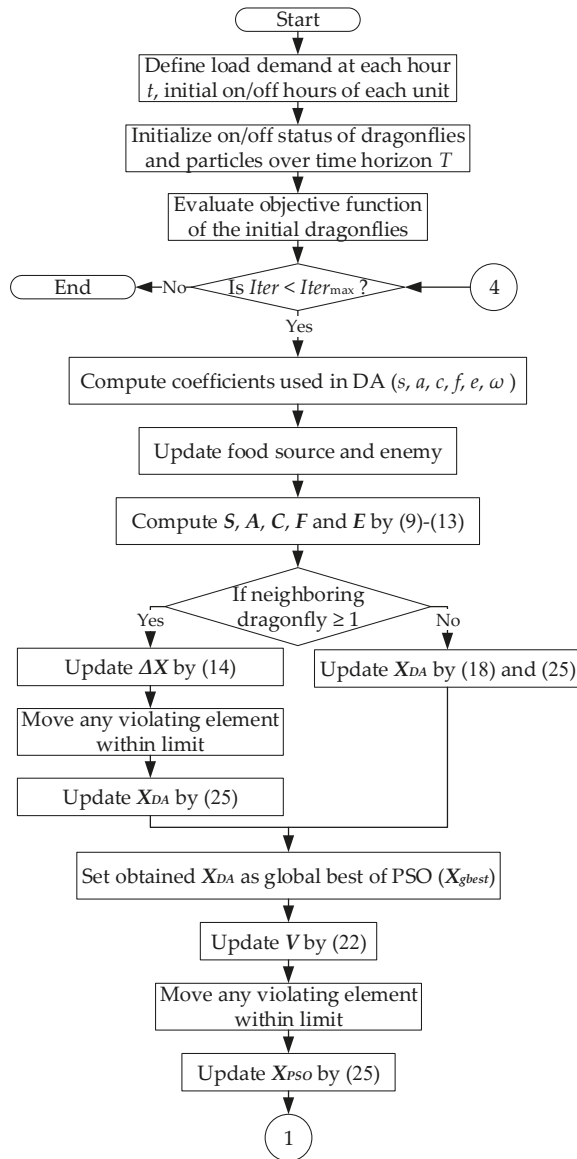 Start
Define load demand at each hour
t, initial on/off hours of each unit
Initialize on/off status of dragonflies
and particles over time horizon T
Evaluate objective function
of the initial dragonflies
End
No
Is Iter < Itermax ?
4
Yes
Compute coefficients used in DA (s, a, c, f, e, ω )
Update food source and enemy
Compute S, A, C, F and E by (9)-(13)
If neighboring
dragonfly ≥ 1
Yes
No
Update ΔX by (14)
Update XDA by (18) and (25)
Move any violating element
within limit
Update XDA by (25)
Set obtained XDA as global best of PSO (Xgbest)
Update V by (22)
Move any violating element
within limit
Update XPSO by (25)
1